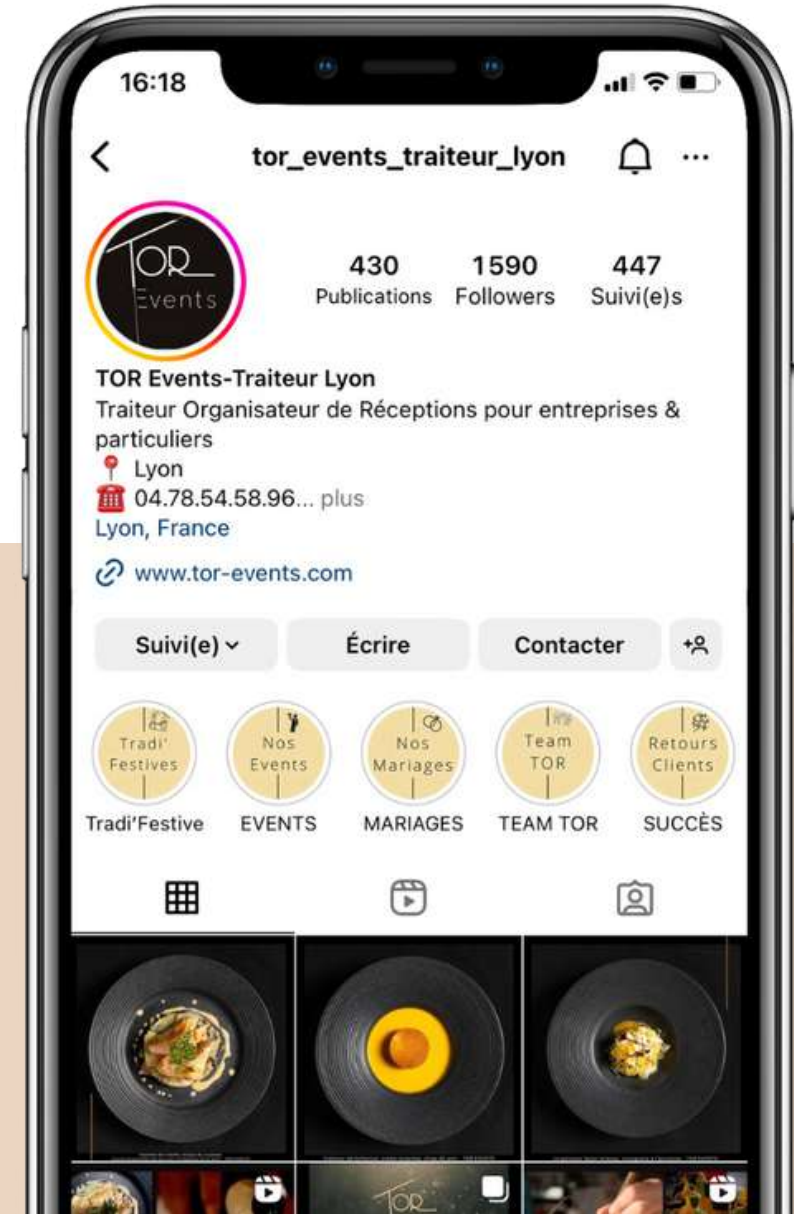 16:18
tor_events_traiteur_lyon
TOR
Events
430
1590
447
Publications
Followers
Suivi(e)s
TOR Events-Traiteur Lyon
Traiteur Organisateur de Réceptions pour entreprises &
particuliers
📍 Lyon
☎️ 04.78.54.58.96... plus
Lyon, France
www.tor-events.com
Suivi(e)
Écrire
Contacter
Tradi'
Festives
Nos
Events
Nos
Mariages
Team
TOR
Retours
Clients
Tradi'Festive
EVENTS
MARIAGES
TEAM TOR
SUCCÈS
TOR